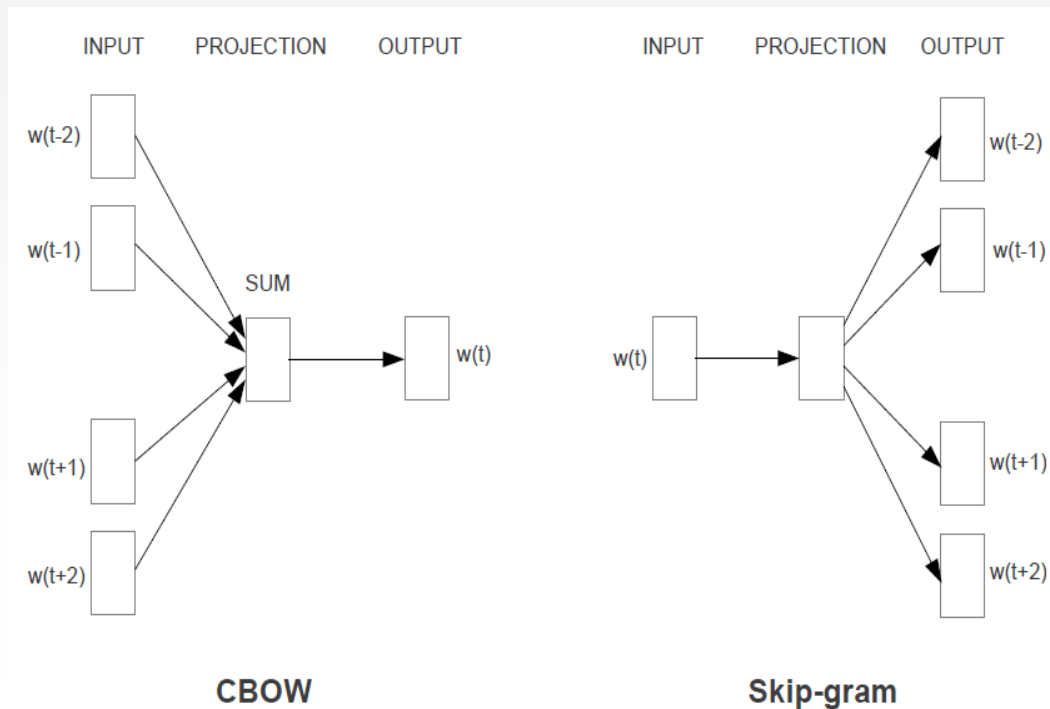 INPUT PROJECTION OUTPUT
w(t-2)
w(t-1)
SUM
w(t)
w(t+1)
w(t+2)
CBOW
INPUT PROJECTION OUTPUT
w(t-2)
w(t-1)
w(t)
w(t+1)
w(t+2)
Skip-gram